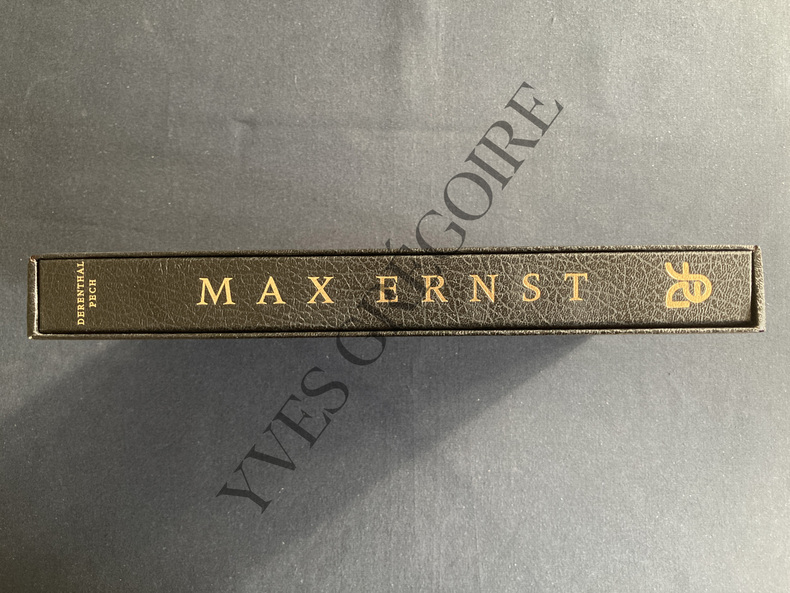 DERENTHAL
PECH
MAX ERNST
YVES GRÉGOIRE